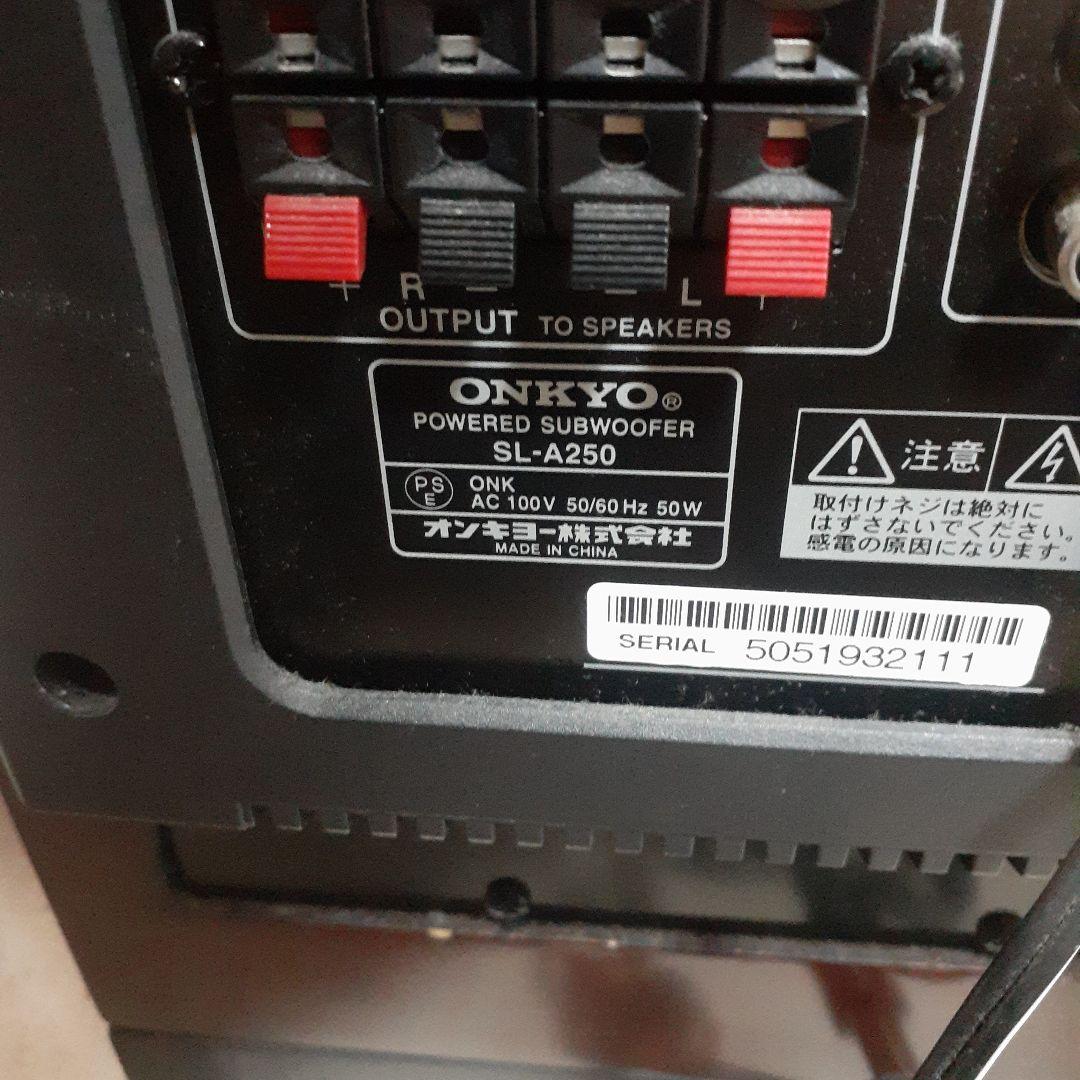 + R - - L +
OUTPUT TO SPEAKERS
ONKYO®
POWERED SUBWOOFER
SL-A250
PSE
ONK
AC 100V 50/60Hz 50W
オンキヨー株式会社
MADE IN CHINA
注意
取付けネジは絶対に
はずさないでください。
感電の原因になります。
SERIAL 5051932111